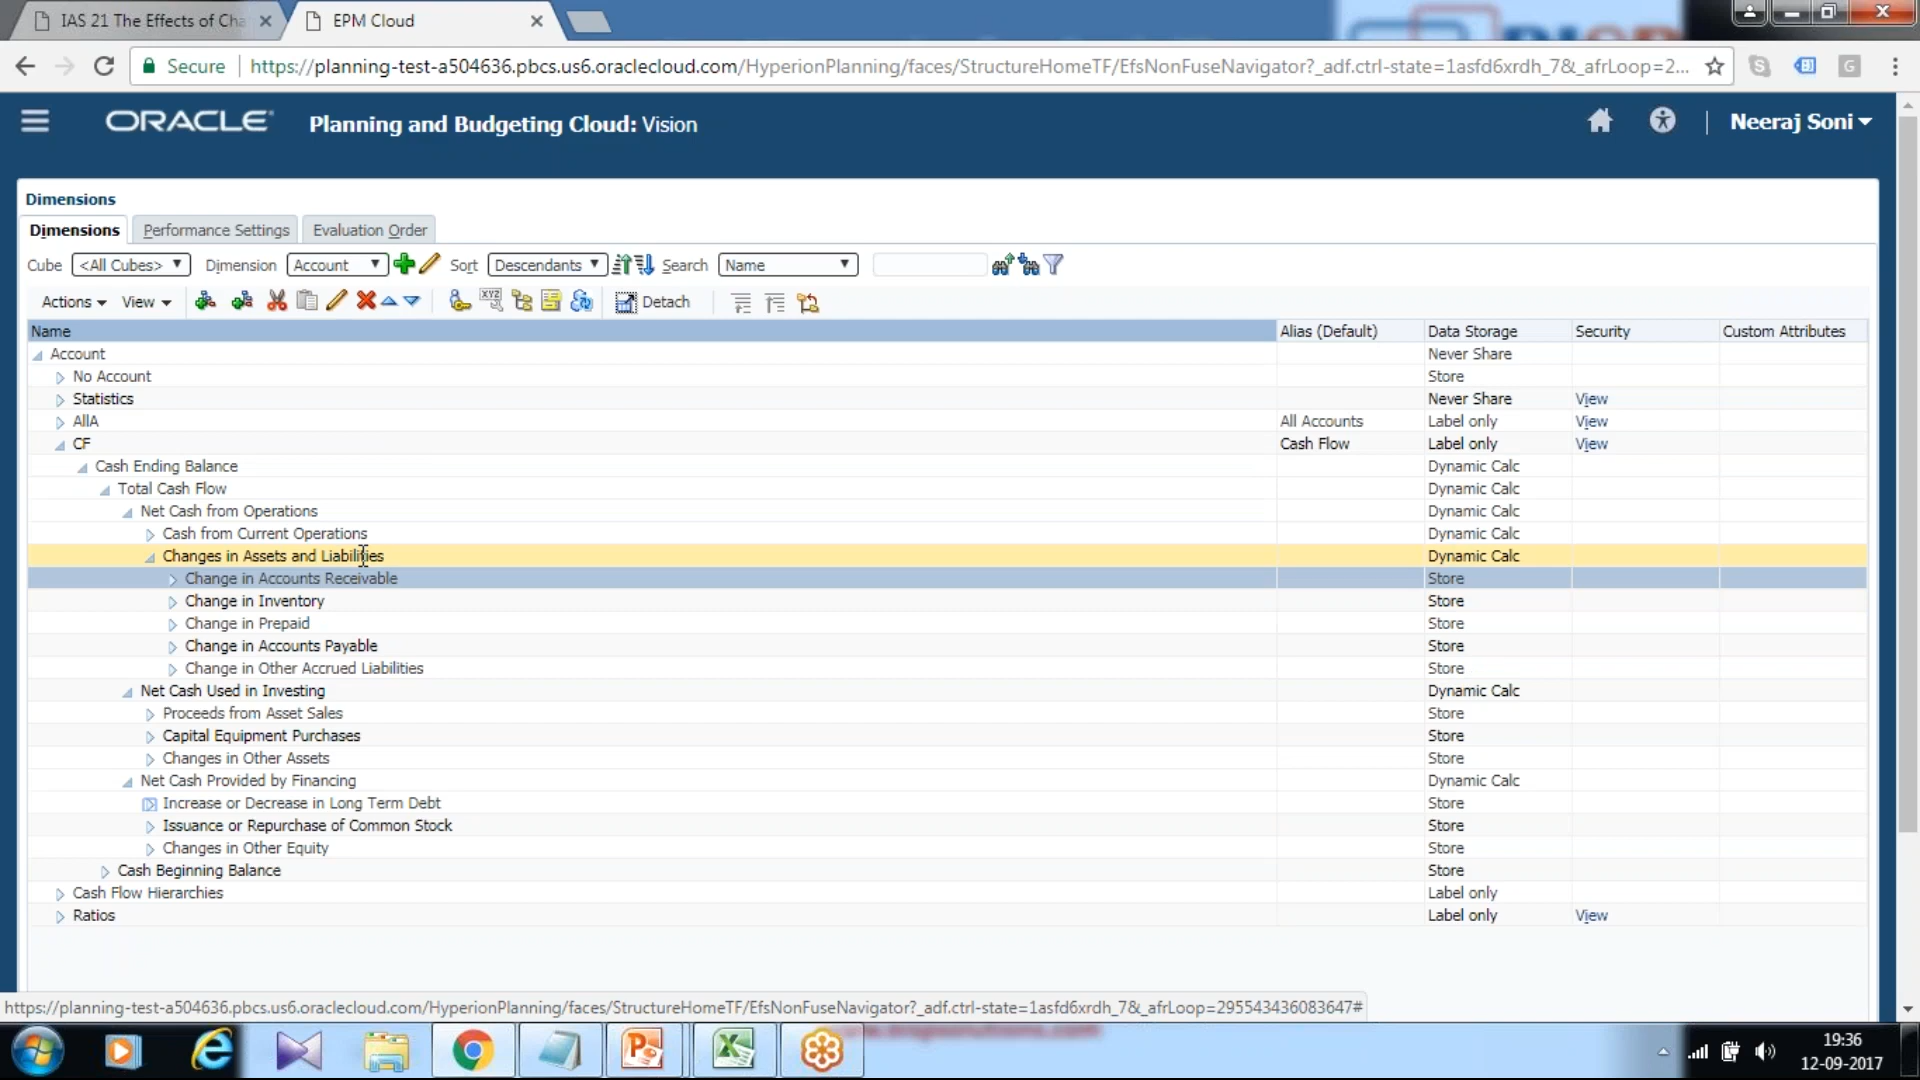 IAS 21 The Effects of Cha
EPM Cloud
Secure
https://planning-test-a504636.pbcs.us6.oraclecloud.com/HyperionPlanning/faces/StructureHomeTF/EfsNonFuseNavigator?_adf.ctrl-state=1asfd6xrdh_7&_afrLoop=2...
ORACLE
Planning and Budgeting Cloud: Vision
Neeraj Soni
Dimensions
Dimensions Performance Settings Evaluation Order
Cube <All Cubes> Dimension Account Sort Descendants Search Name
Actions View XYZ Detach
Name Alias (Default) Data Storage Security Custom Attributes
Account Never Share
No Account Store
Statistics Never Share View
AllA All Accounts Label only View
CF Cash Flow Label only View
Cash Ending Balance Dynamic Calc
Total Cash Flow Dynamic Calc
Net Cash from Operations Dynamic Calc
Cash from Current Operations Dynamic Calc
Changes in Assets and Liabilities Dynamic Calc
Change in Accounts Receivable Store
Change in Inventory Store
Change in Prepaid Store
Change in Accounts Payable Store
Change in Other Accrued Liabilities Store
Net Cash Used in Investing Dynamic Calc
Proceeds from Asset Sales Store
Capital Equipment Purchases Store
Changes in Other Assets Store
Net Cash Provided by Financing Dynamic Calc
Increase or Decrease in Long Term Debt Store
Issuance or Repurchase of Common Stock Store
Changes in Other Equity Store
Cash Beginning Balance Store
Cash Flow Hierarchies Label only
Ratios Label only View
https://planning-test-a504636.pbcs.us6.oraclecloud.com/HyperionPlanning/faces/StructureHomeTF/EfsNonFuseNavigator?_adf.ctrl-state=1asfd6xrdh_7&_afrLoop=295543436083647#
19:36
12-09-2017